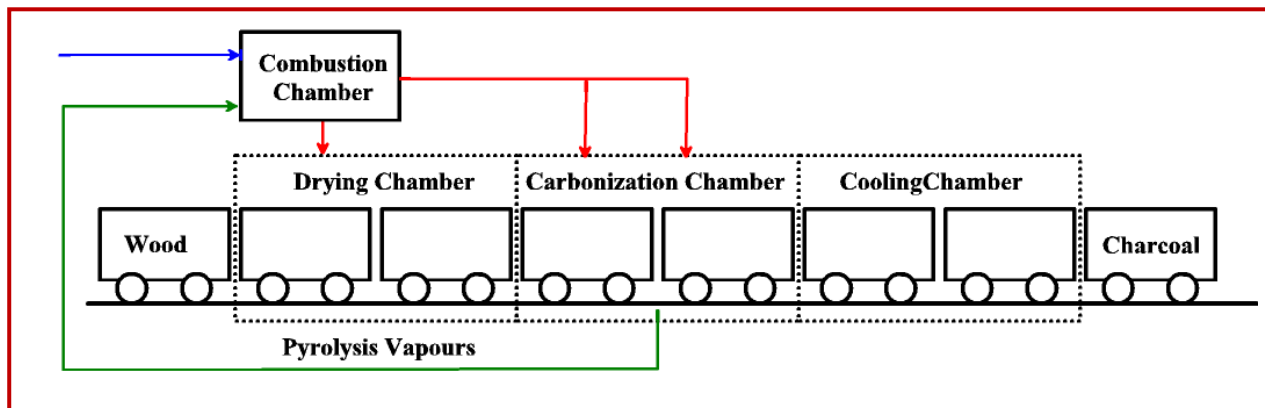 Combustion
Chamber
Drying Chamber
Carbonization Chamber
CoolingChamber
Wood
Charcoal
Pyrolysis Vapours